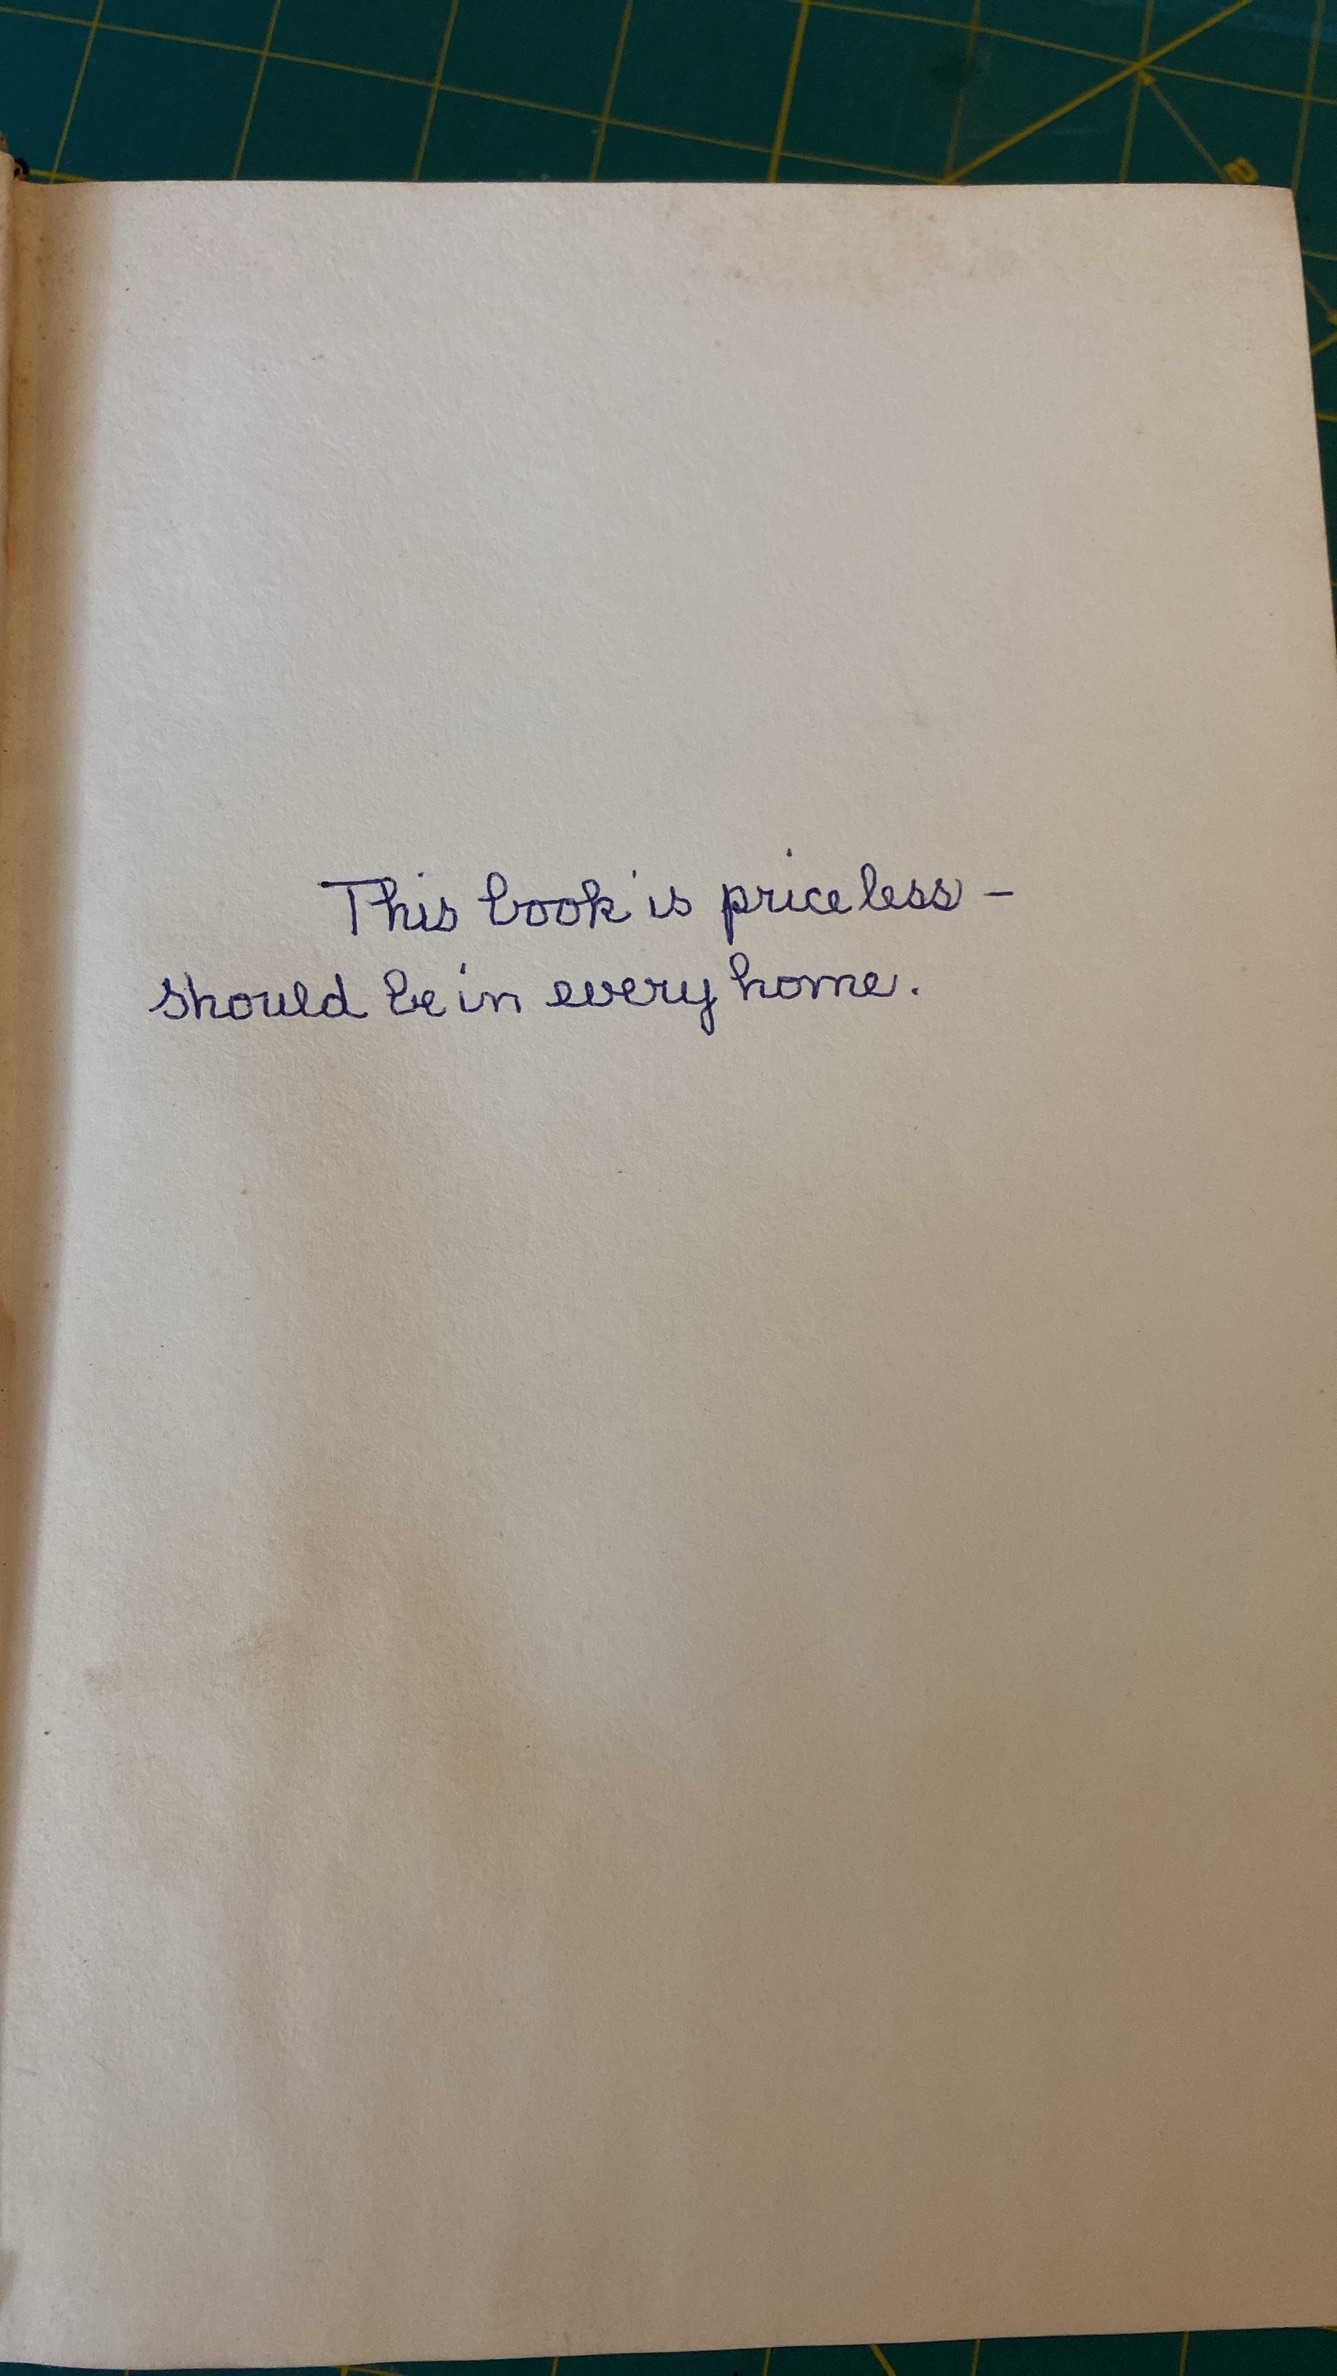 This book is priceless –
should be in every home.